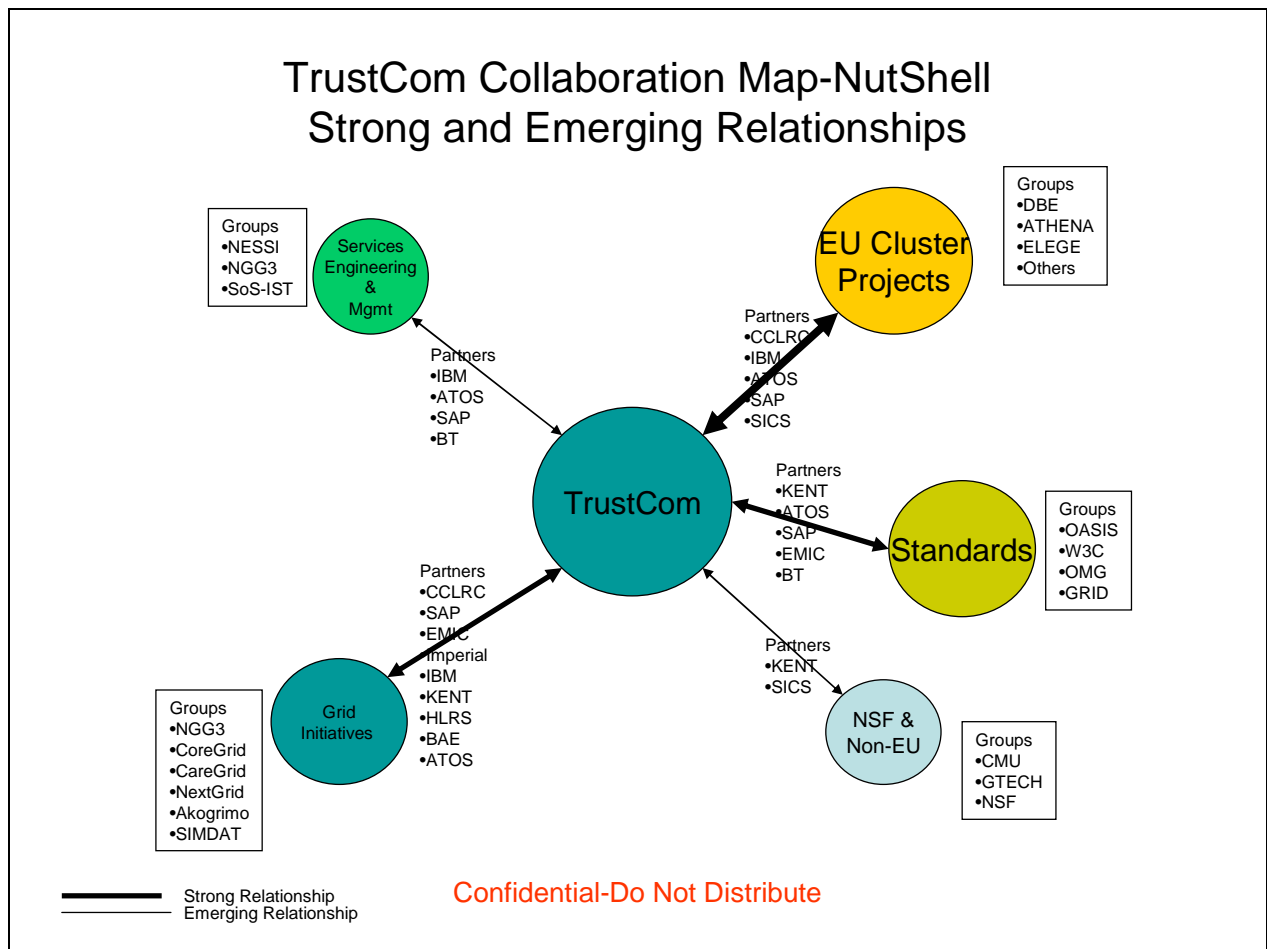 TrustCom Collaboration Map-NutShell
Strong and Emerging Relationships
Groups
•NESSI
•NGG3
•SoS-IST
Services
Engineering
&
Mgmt
EU Cluster
Projects
Groups
•DBE
•ATHENA
•ELEGE
•Others
Partners
•IBM
•ATOS
•SAP
•BT
Partners
•CCLRC
•IBM
•ATOS
•SAP
•SICS
TrustCom
Partners
•KENT
•ATOS
•SAP
•EMIC
•BT
Standards
Groups
•OASIS
•W3C
•OMG
•GRID
Partners
•CCLRC
•SAP
•EMIC
•Imperial
•IBM
•KENT
•HLRS
•BAE
•ATOS
Partners
•KENT
•SICS
Groups
•NGG3
•CoreGrid
•CareGrid
•NextGrid
•Akogrimo
•SIMDAT
Grid
Initiatives
NSF &
Non-EU
Groups
•CMU
•GTECH
•NSF
Strong Relationship
Emerging Relationship
Confidential-Do Not Distribute